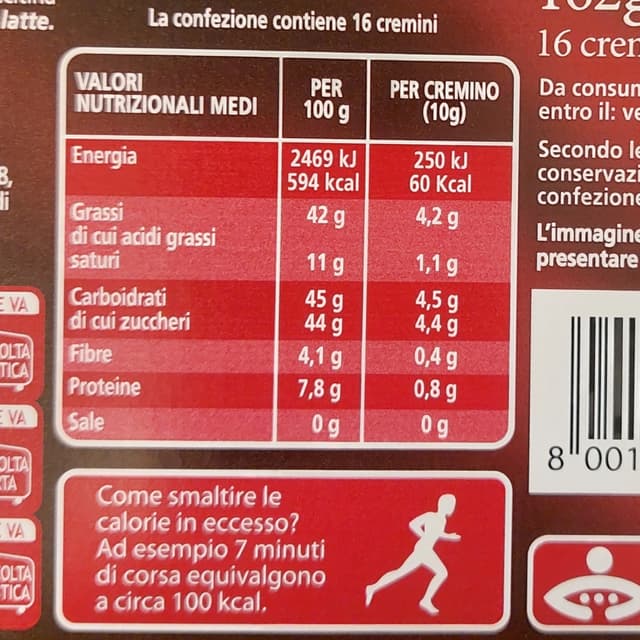 latte.
La confezione contiene 16 cremini
16 crem
VALORI
NUTRIZIONALI MEDI
PER
100 g
PER CREMINO
(10g)
Energia
2469 kJ
594 kcal
250 kJ
60 Kcal
Grassi
42 g
4,2 g
di cui acidi grassi
saturi
11 g
1,1 g
Carboidrati
45 g
4,5 g
di cui zuccheri
44 g
4,4 g
Fibre
4,1 g
0,4 g
Proteine
7,8 g
0,8 g
Sale
0 g
0 g
Come smaltire le
calorie in eccesso?
Ad esempio 7 minuti
di corsa equivalgono
a circa 100 kcal.
Da consum
entro il: ve
Secondo le
conservazi
confezione
L'immagine
presentare
8 001
E VA
OLTA
TICA
E VA
OLTA
TA
E VA
OLTA
TICA